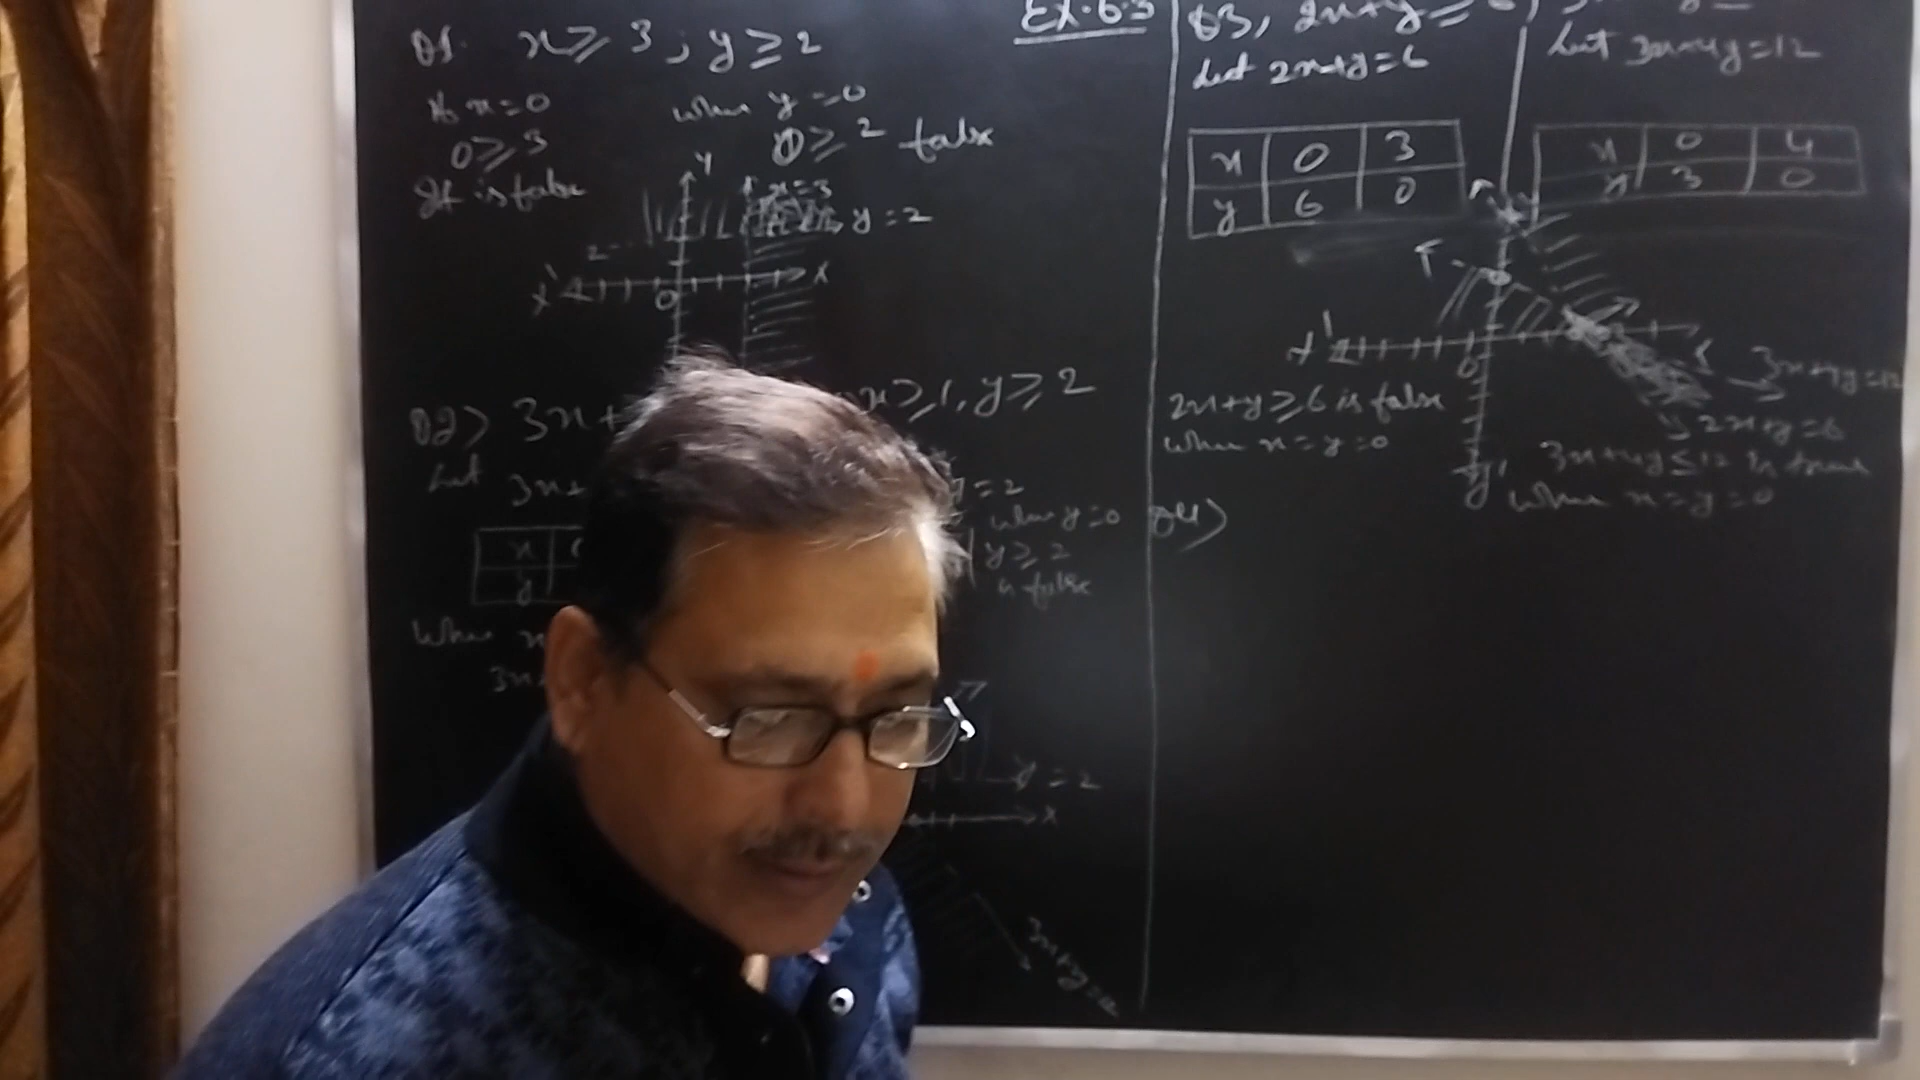 Ex. 6.3
Q1. x ≥ 3 ; y ≥ 2
x = 0
when y = 0
0 ≥ 3
0 ≥ 2 false
It is false
Y
x = 3
y = 2
2
X' O X
Q2) 3x+ x ≥ 1, y ≥ 2
Let 3x+ = 2
when y = 0
x
y
y ≥ 2
is false
When x
3x
y = 2
X
Q3, 2x+y ≥ 6,
Let 2x+y = 6
x 0 3
y 6 0
Let 3x+4y = 12
x 0 4
y 3 0
X' O
2x+y ≥ 6 is false
when x = y = 0
3x+4y = 12
2x+y = 6
3x+4y ≤ 12 is true
when x = y = 0
y'
Q4)